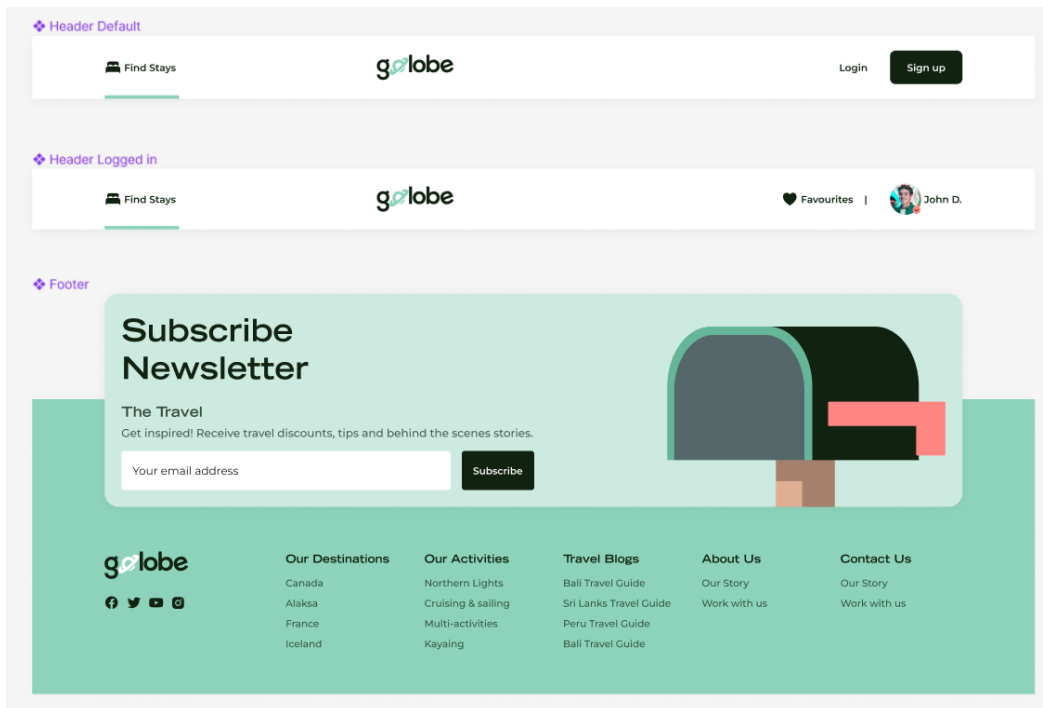 Header Default
Find Stays
golobe
Login
Sign up
Header Logged in
Find Stays
golobe
Favourites |
John D.
Footer
Subscribe
Newsletter
The Travel
Get inspired! Receive travel discounts, tips and behind the scenes stories.
Your email address
Subscribe
golobe
Our Destinations
Canada
Alaksa
France
Iceland
Our Activities
Northern Lights
Cruising & sailing
Multi-activities
Kayaing
Travel Blogs
Bali Travel Guide
Sri Lanks Travel Guide
Peru Travel Guide
Bali Travel Guide
About Us
Our Story
Work with us
Contact Us
Our Story
Work with us